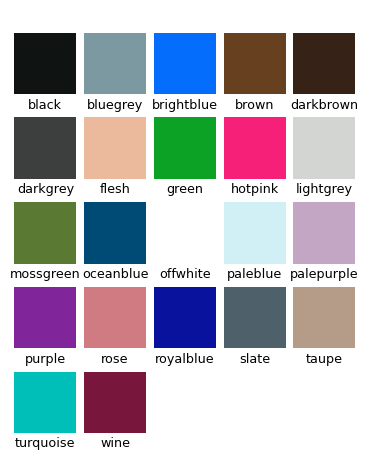 black bluegrey brightblue brown darkbrown
darkgrey flesh green hotpink lightgrey
mossgreen oceanblue offwhite paleblue palepurple
purple rose royalblue slate taupe
turquoise wine